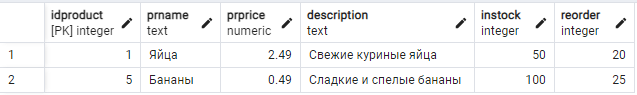 idproduct prname prprice description instock reorder
[PK] integer text numeric text integer integer
1 1 Яйца 2.49 Свежие куриные яйца 50 20
2 5 Бананы 0.49 Сладкие и спелые бананы 100 25